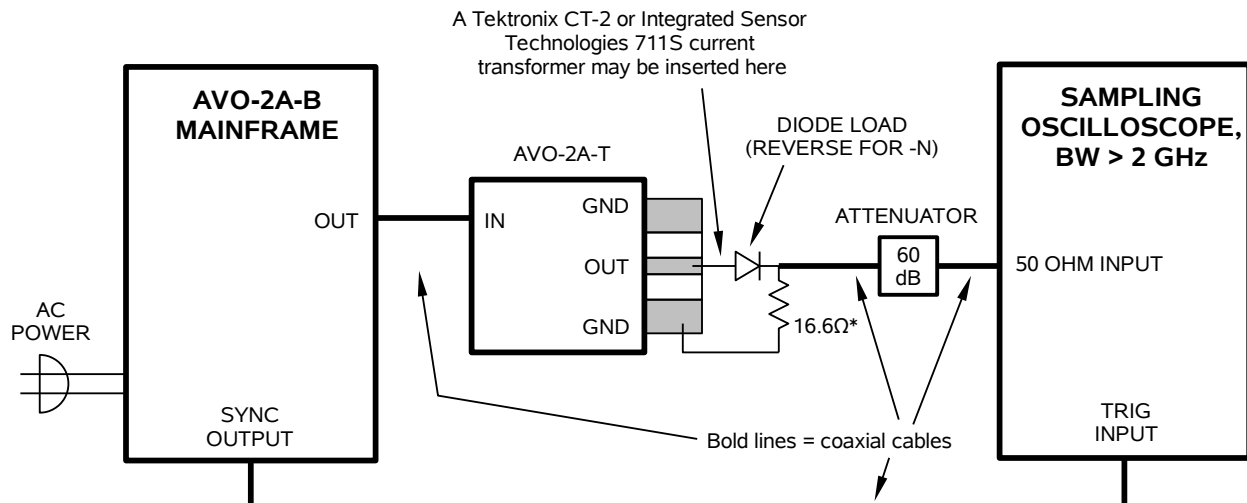 A Tektronix CT-2 or Integrated Sensor
Technologies 711S current
transformer may be inserted here
AVO-2A-B
MAINFRAME
SAMPLING
OSCILLOSCOPE,
BW > 2 GHz
DIODE LOAD
(REVERSE FOR -N)
AVO-2A-T
GND
ATTENUATOR
OUT
IN
OUT
60
dB
50 OHM INPUT
AC
POWER
GND
16.6Ω*
SYNC
OUTPUT
Bold lines = coaxial cables
TRIG
INPUT